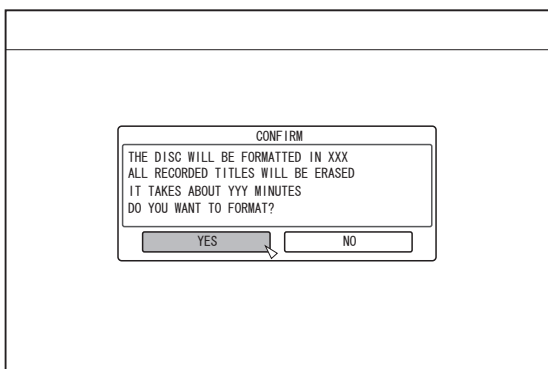 CONFIRM
THE DISC WILL BE FORMATTED IN XXX
ALL RECORDED TITLES WILL BE ERASED
IT TAKES ABOUT YYY MINUTES
DO YOU WANT TO FORMAT?
YES NO